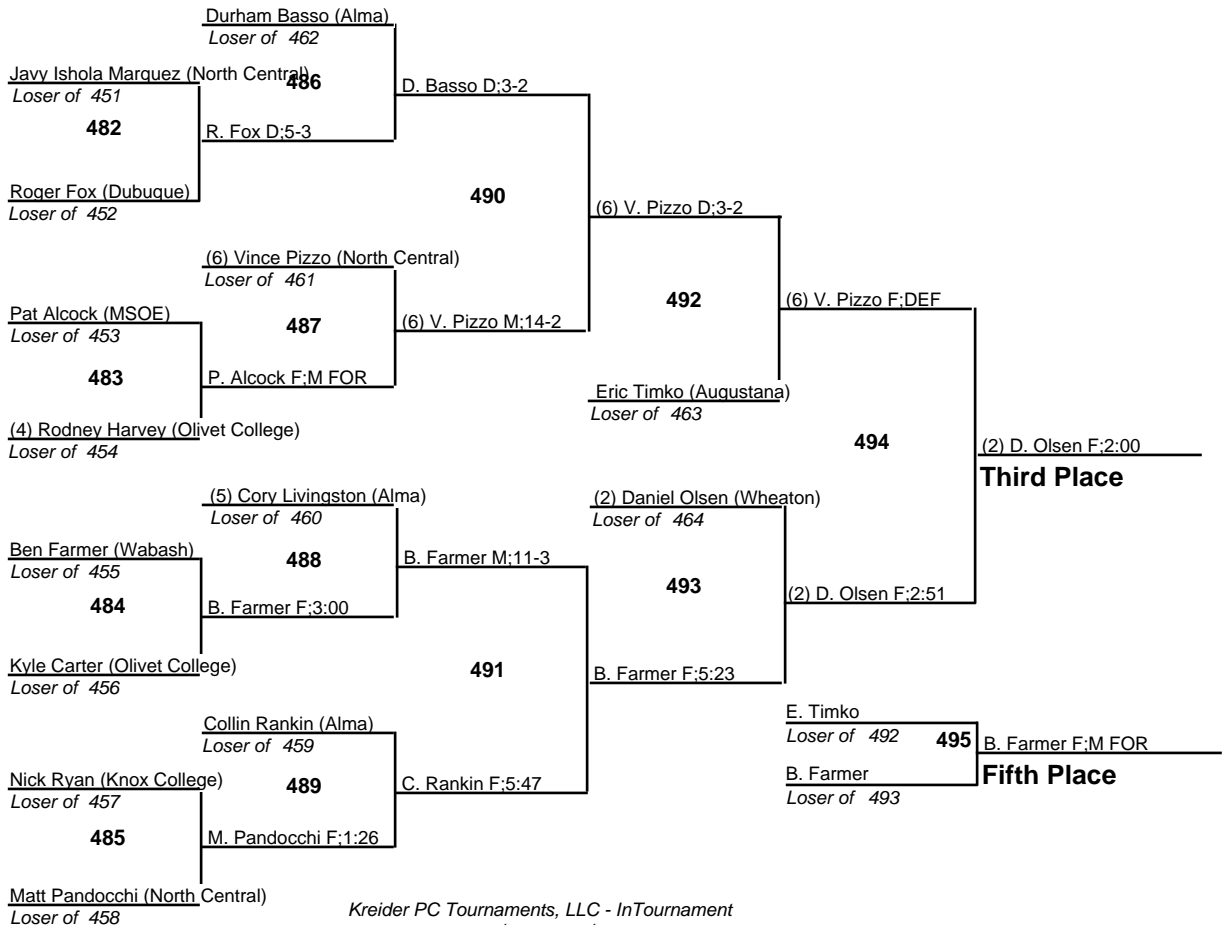 Durham Basso (Alma)
Loser of 462
Javy Ishola Marquez (North Central)
Loser of 451
486
D. Basso D;3-2
482
R. Fox D;5-3
Roger Fox (Dubuque)
Loser of 452
490
(6) V. Pizzo D;3-2
(6) Vince Pizzo (North Central)
Loser of 461
Pat Alcock (MSOE)
Loser of 453
487
(6) V. Pizzo M;14-2
492
(6) V. Pizzo F;DEF
483
P. Alcock F;M FOR
Eric Timko (Augustana)
Loser of 463
(4) Rodney Harvey (Olivet College)
Loser of 454
494
(2) D. Olsen F;2:00
Third Place
(5) Cory Livingston (Alma)
Loser of 460
(2) Daniel Olsen (Wheaton)
Loser of 464
Ben Farmer (Wabash)
Loser of 455
488
B. Farmer M;11-3
493
(2) D. Olsen F;2:51
484
B. Farmer F;3:00
Kyle Carter (Olivet College)
Loser of 456
491
B. Farmer F;5:23
Collin Rankin (Alma)
Loser of 459
E. Timko
Loser of 492
495
B. Farmer F;M FOR
Fifth Place
B. Farmer
Loser of 493
Nick Ryan (Knox College)
Loser of 457
489
C. Rankin F;5:47
485
M. Pandocchi F;1:26
Matt Pandocchi (North Central)
Loser of 458
Kreider PC Tournaments, LLC - InTournament